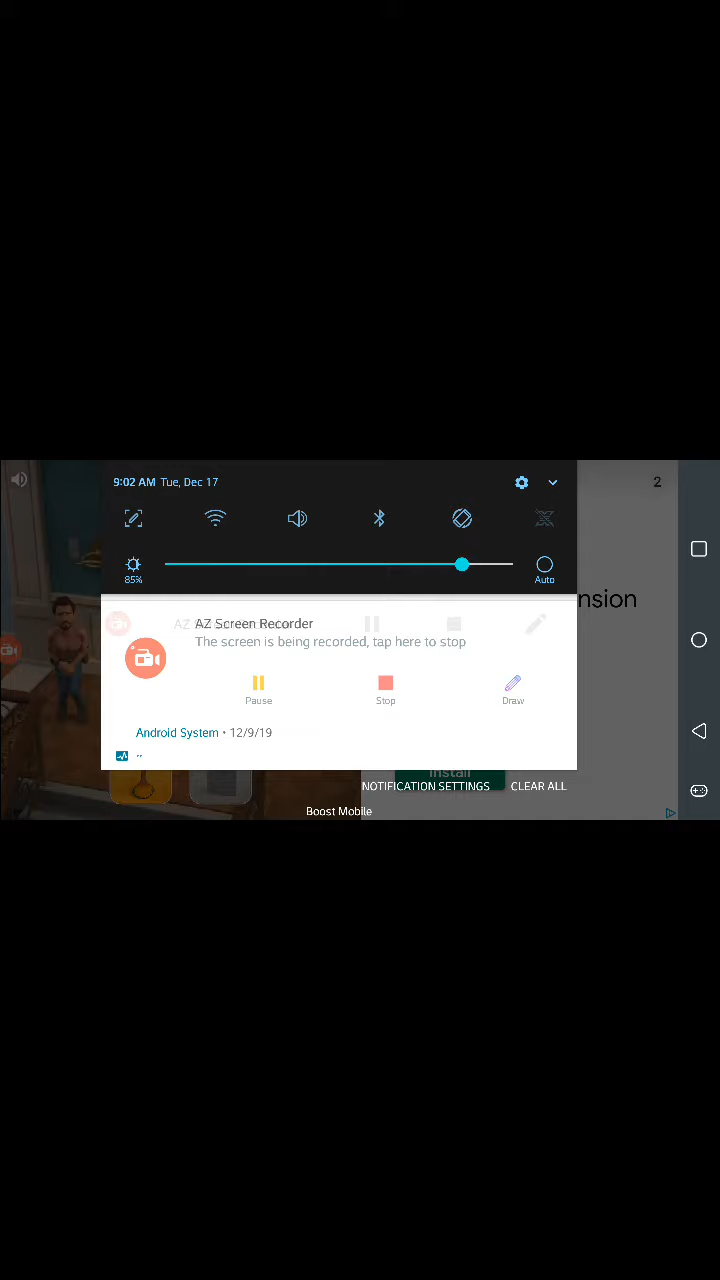 9:02 AM Tue, Dec 17
2
85%
Auto
nsion
AZ Screen Recorder
The screen is being recorded, tap here to stop
Pause
Stop
Draw
Android System • 12/9/19
~
Install
NOTIFICATION SETTINGS
CLEAR ALL
Boost Mobile